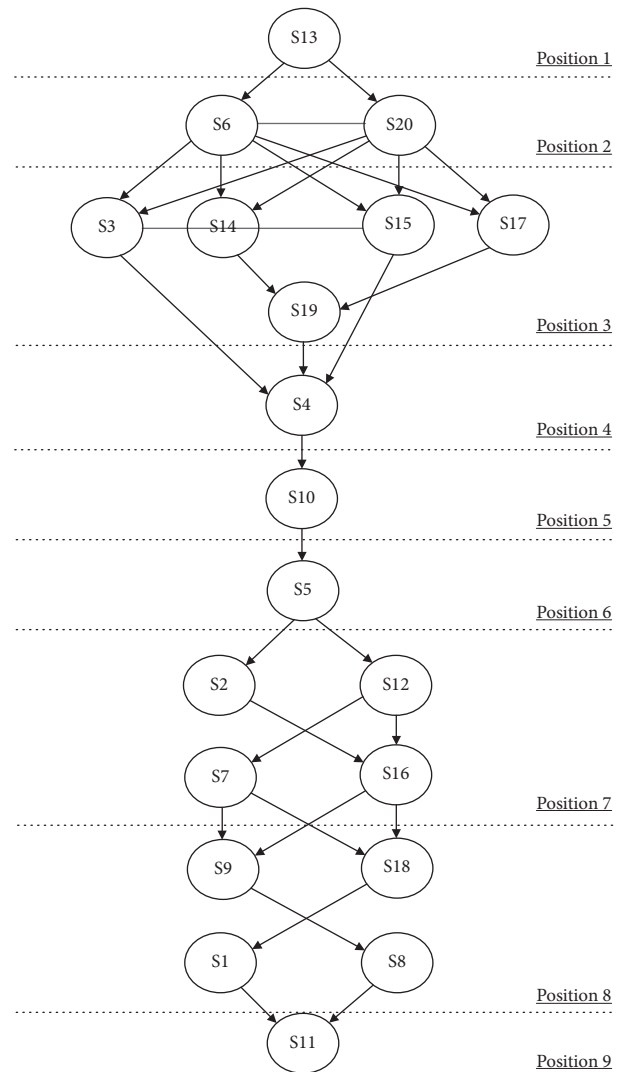 S13
Position 1
S6
S20
Position 2
S3
S14
S15
S17
S19
Position 3
S4
Position 4
S10
Position 5
S5
Position 6
S2
S12
S7
S16
Position 7
S9
S18
S1
S8
Position 8
S11
Position 9